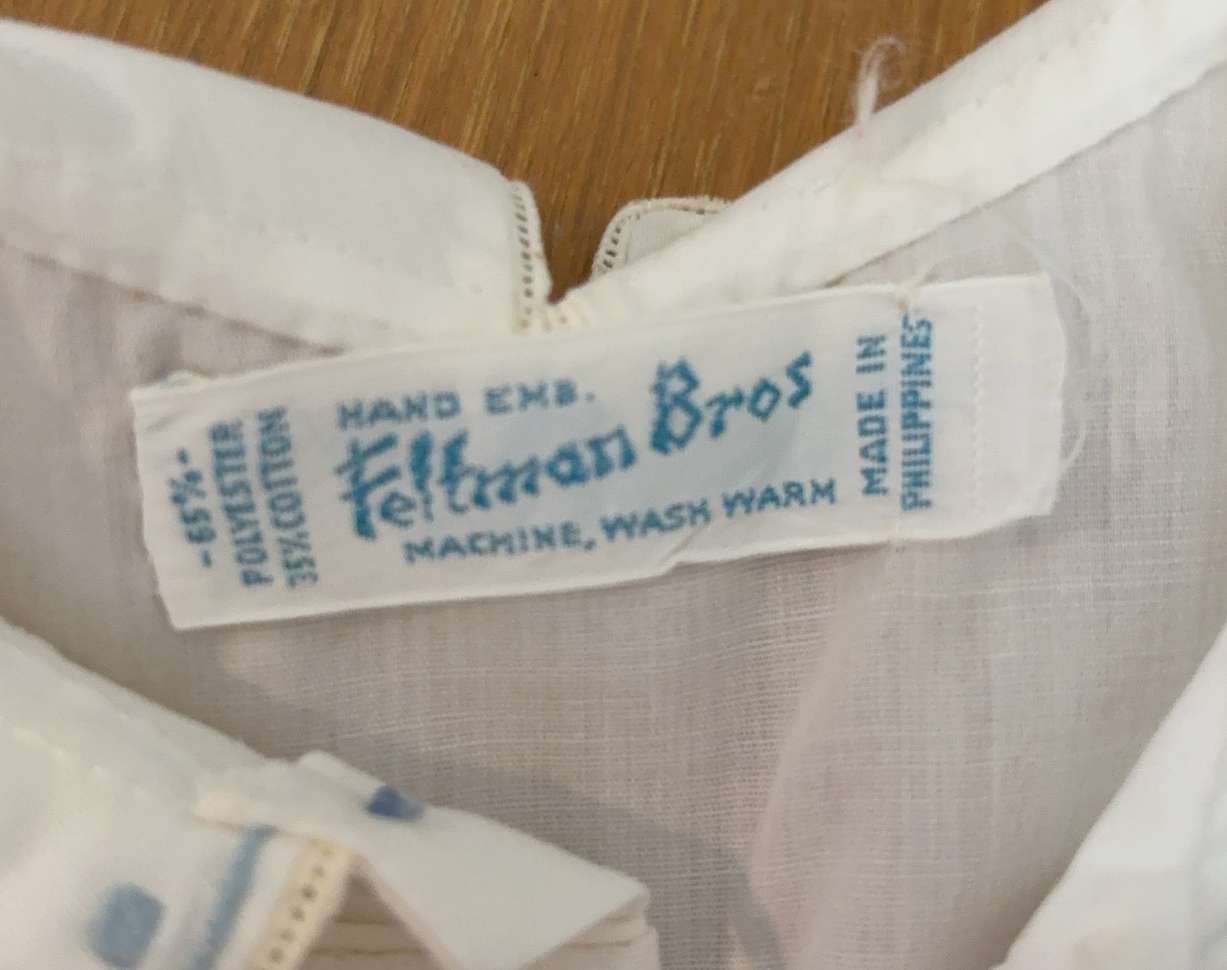 -65%-
POLYESTER
35% COTTON
HAND EMB.
Feltman Bros
MACHINE, WASH WARM
MADE IN
PHILIPPINES